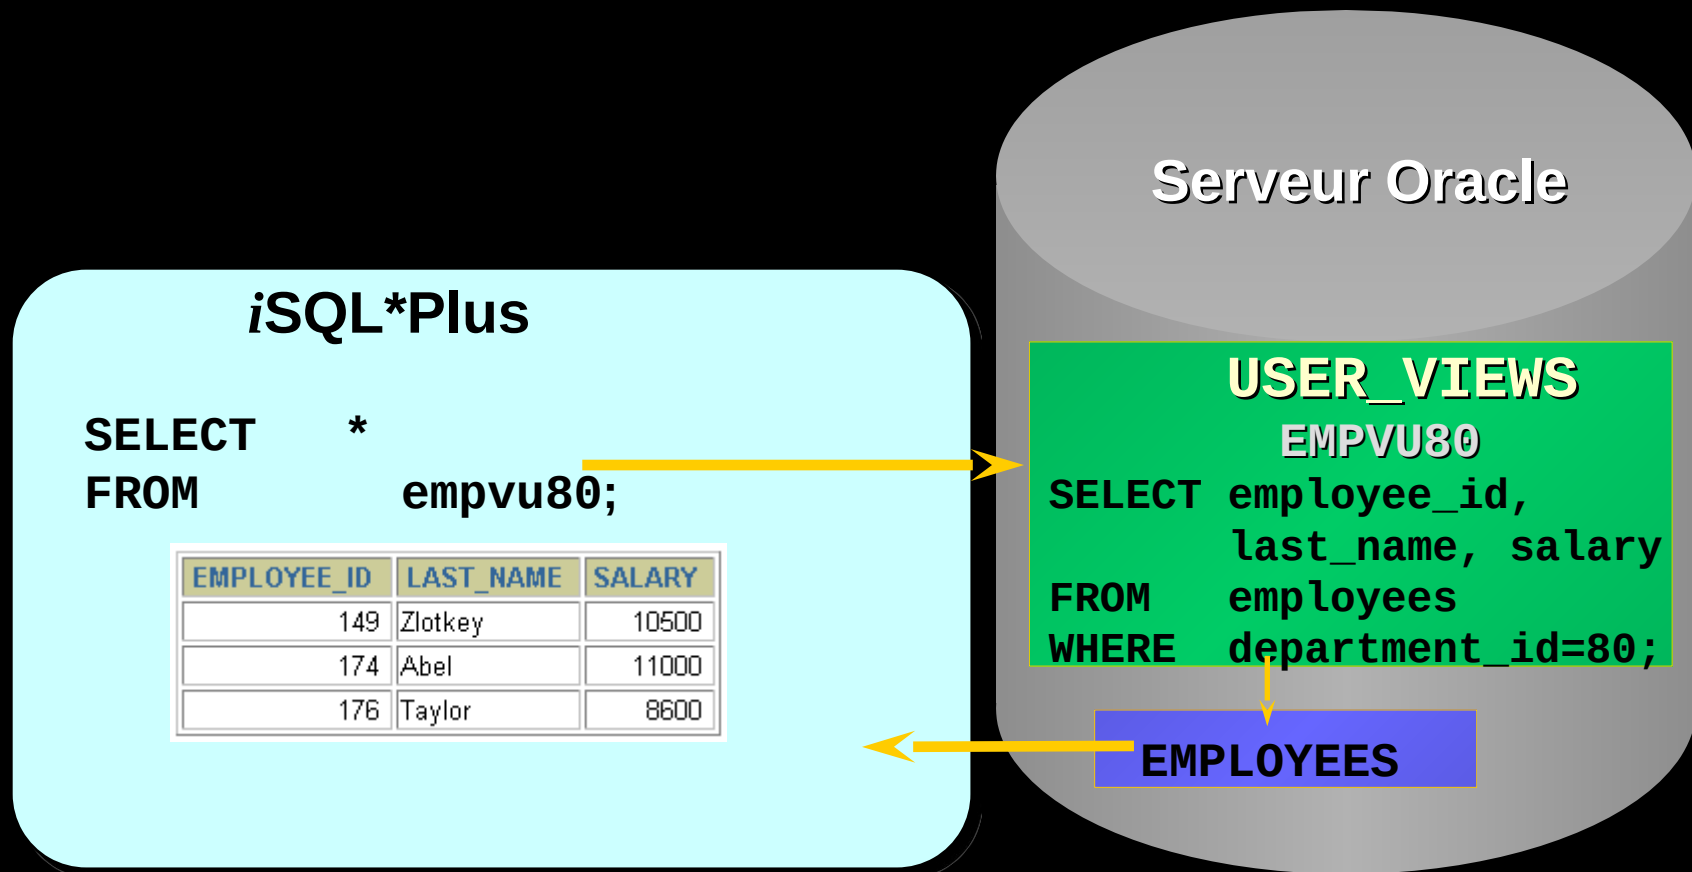 Serveur Oracle
iSQL*Plus
SELECT *
FROM empvu80;
EMPLOYEE_ID LAST_NAME SALARY
149 Zlotkey 10500
174 Abel 11000
176 Taylor 8600
USER_VIEWS
EMPVU80
SELECT employee_id,
last_name, salary
FROM employees
WHERE department_id=80;
EMPLOYEES